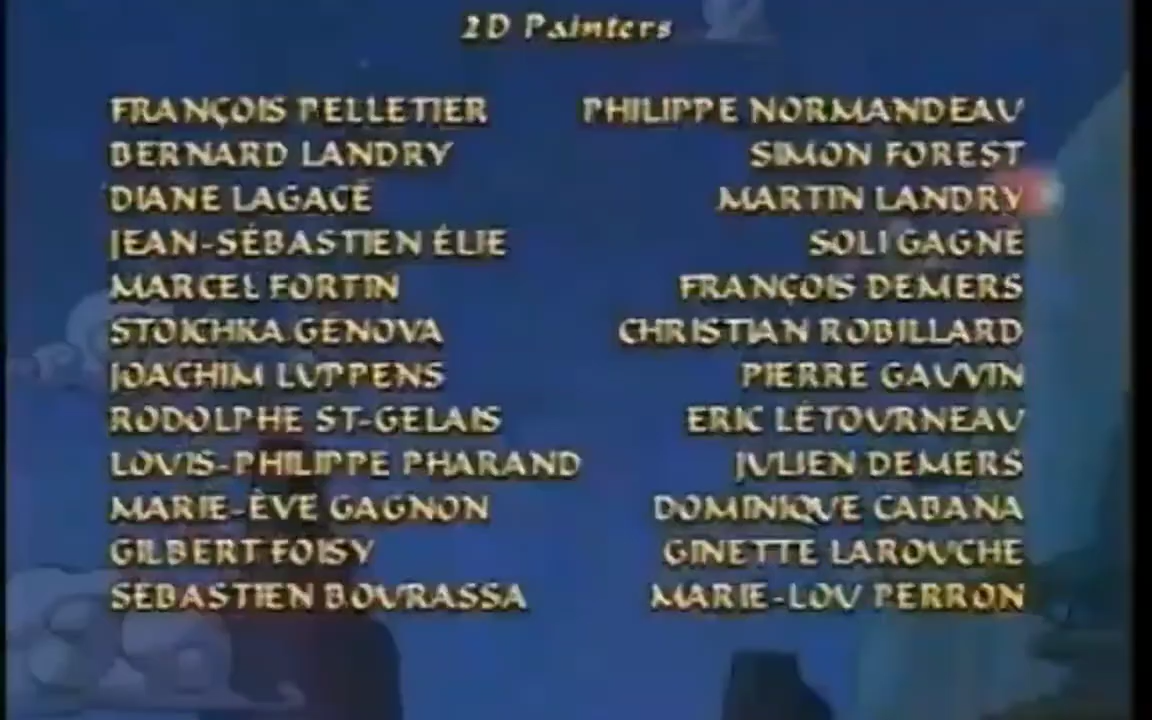 2D Painters
FRANÇOIS PELLETIER PHILIPPE NORMANDEAU
BERNARD LANDRY SIMON FOREST
DIANE LAGACÉ MARTIN LANDRY
JEAN-SÉBASTIEN ÉLIE SOLI GAGNÉ
MARCEL FORTIN FRANÇOIS DEMERS
STOICHKA GENOVA CHRISTIAN ROBILLARD
JOACHIM LUPPENS PIERRE GAUVIN
RODOLPHE ST-GELAIS ERIC LÉTOURNEAU
LOUIS-PHILIPPE PHARAND JULIEN DEMERS
MARIE-ÈVE GAGNON DOMINIQUE CABANA
GILBERT FOISY GINETTE LAROUCHE
SÉBASTIEN BOURASSA MARIE-LOU PERRON